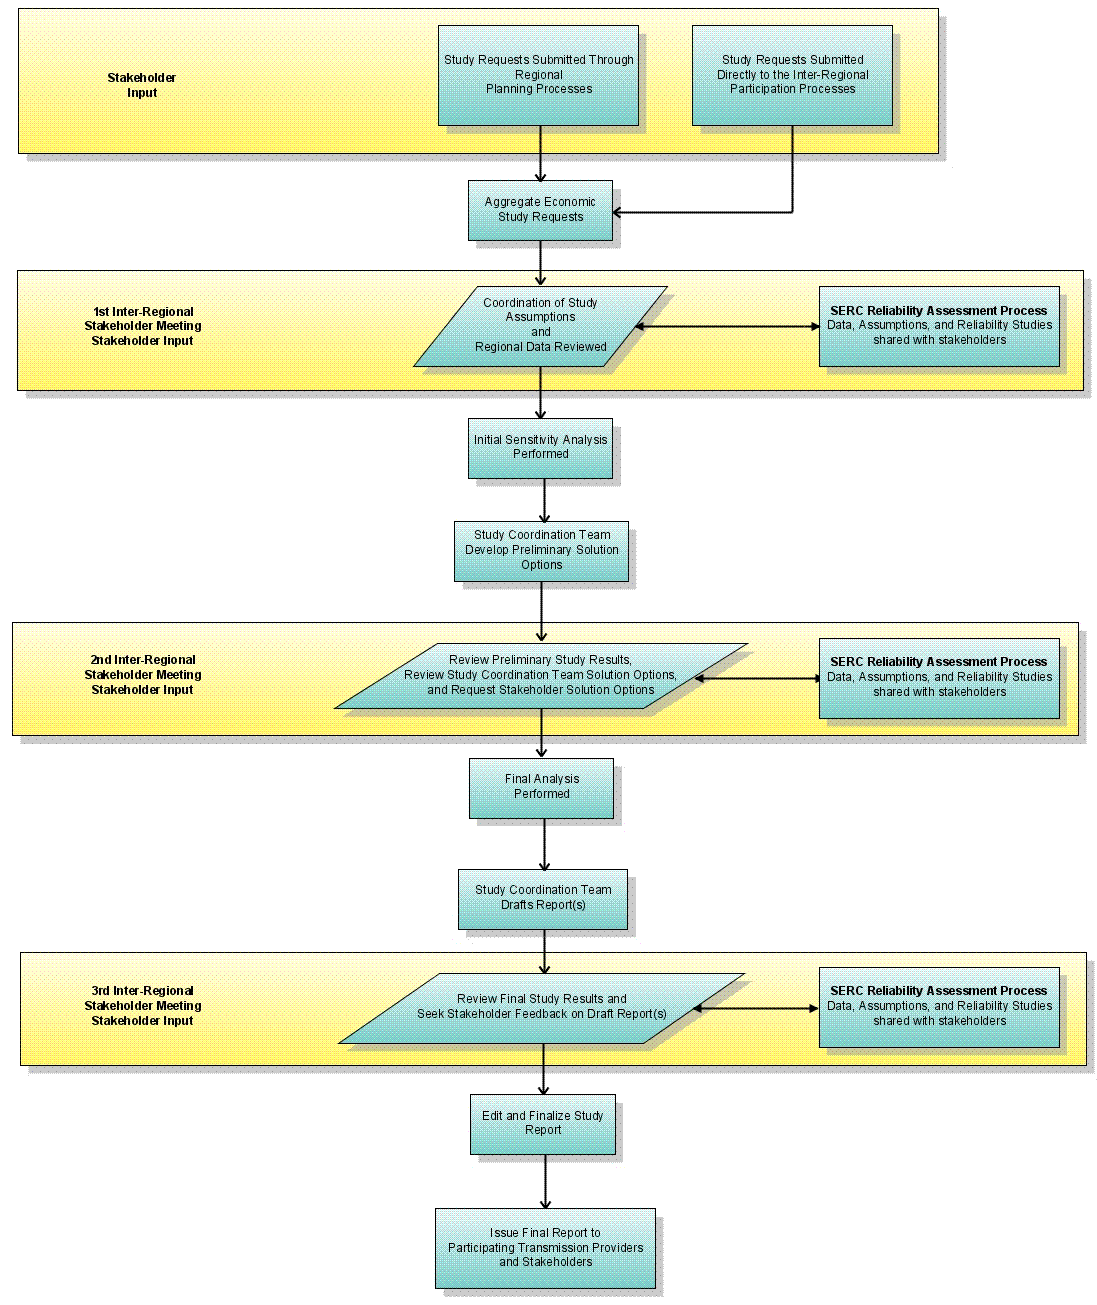 Stakeholder
Input
Study Requests Submitted Through
Regional
Planning Processes
Study Requests Submitted
Directly to the Inter-Regional
Participation Processes
Aggregate Economic
Study Requests
1st Inter-Regional
Stakeholder Meeting
Stakeholder Input
Coordination of Study
Assumptions
and
Regional Data Reviewed
SERC Reliability Assessment Process
Data, Assumptions, and Reliability Studies
shared with stakeholders
Initial Sensitivity Analysis
Performed
Study Coordination Team
Develop Preliminary Solution
Options
2nd Inter-Regional
Stakeholder Meeting
Stakeholder Input
Review Preliminary Study Results,
Review Study Coordination Team Solution Options,
and Request Stakeholder Solution Options
SERC Reliability Assessment Process
Data, Assumptions, and Reliability Studies
shared with stakeholders
Final Analysis
Performed
Study Coordination Team
Drafts Report(s)
3rd Inter-Regional
Stakeholder Meeting
Stakeholder Input
Review Final Study Results and
Seek Stakeholder Feedback on Draft Report(s)
SERC Reliability Assessment Process
Data, Assumptions, and Reliability Studies
shared with stakeholders
Edit and Finalize Study
Report
Issue Final Report to
Participating Transmission Providers
and Stakeholders